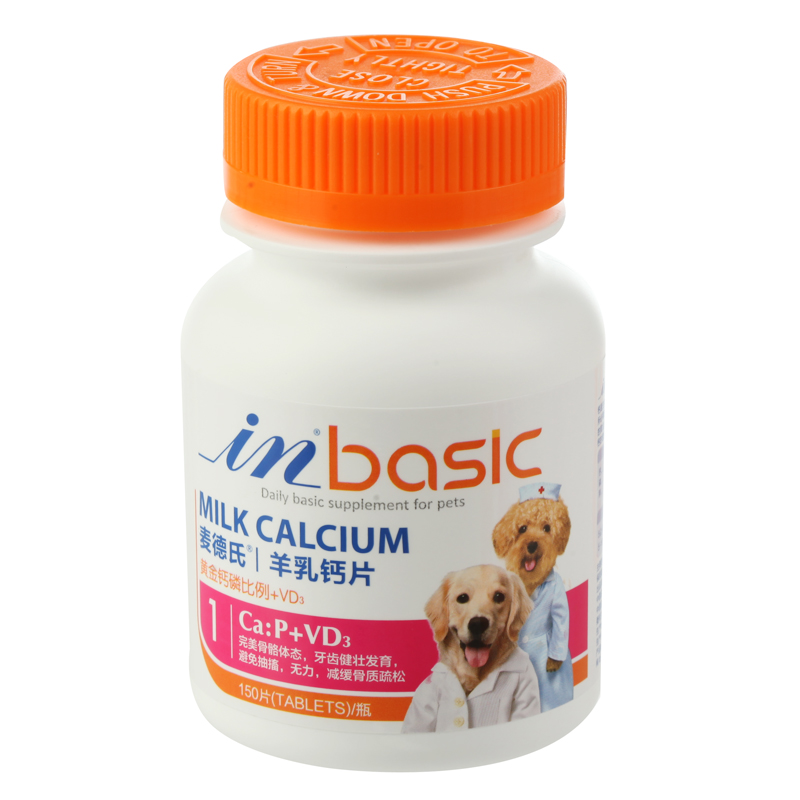 PUSH DOWN & TURN
TO OPEN
CLOSE
TIGHTLY
in®basic
Daily basic supplement for pets
MILK CALCIUM
麦德氏®| 羊乳钙片
黄金钙磷比例+VD₃
1
Ca:P+VD₃
完美骨骼体态，牙齿健壮发育，
避免抽搐，无力，减缓骨质疏松
150片(TABLETS)/瓶